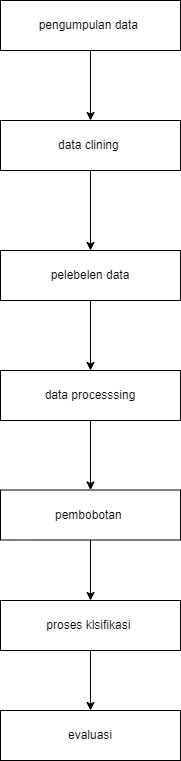 pengumpulan data
data clining
pelebelen data
data processsing
pembobotan
proses klsifikasi
evaluasi